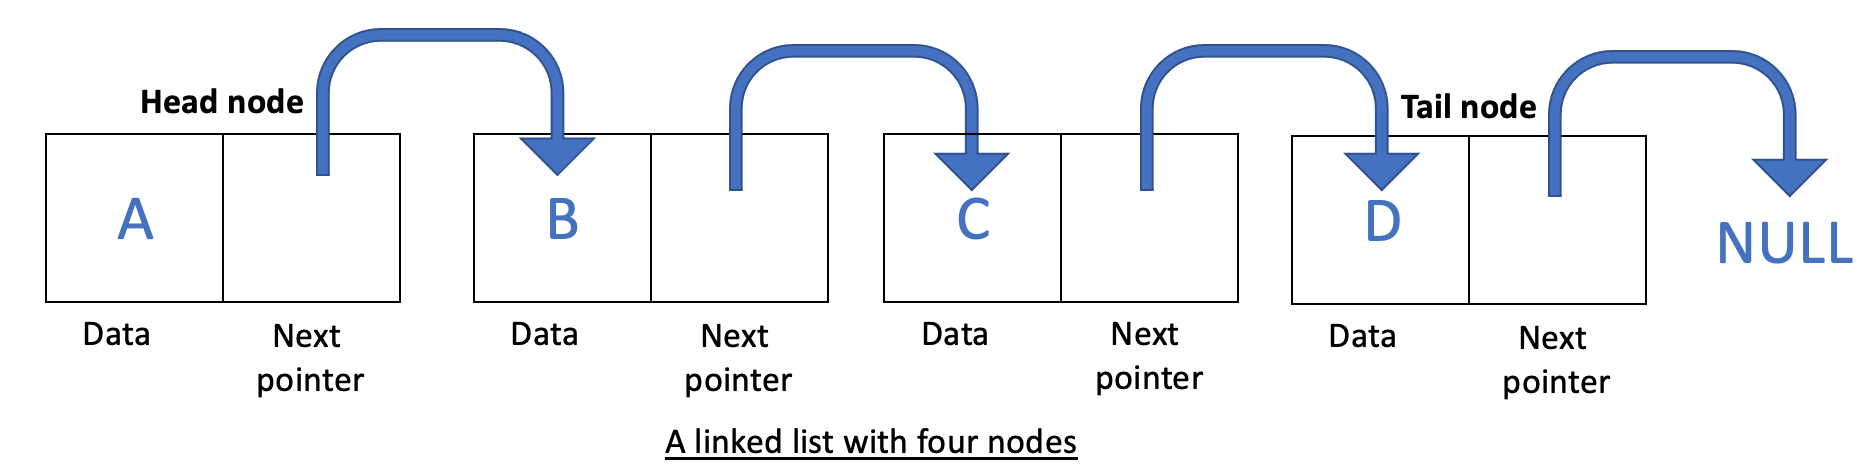 Head node
Tail node
A
B
C
D
NULL
Data
Next
pointer
Data
Next
pointer
Data
Next
pointer
Data
Next
pointer
A linked list with four nodes